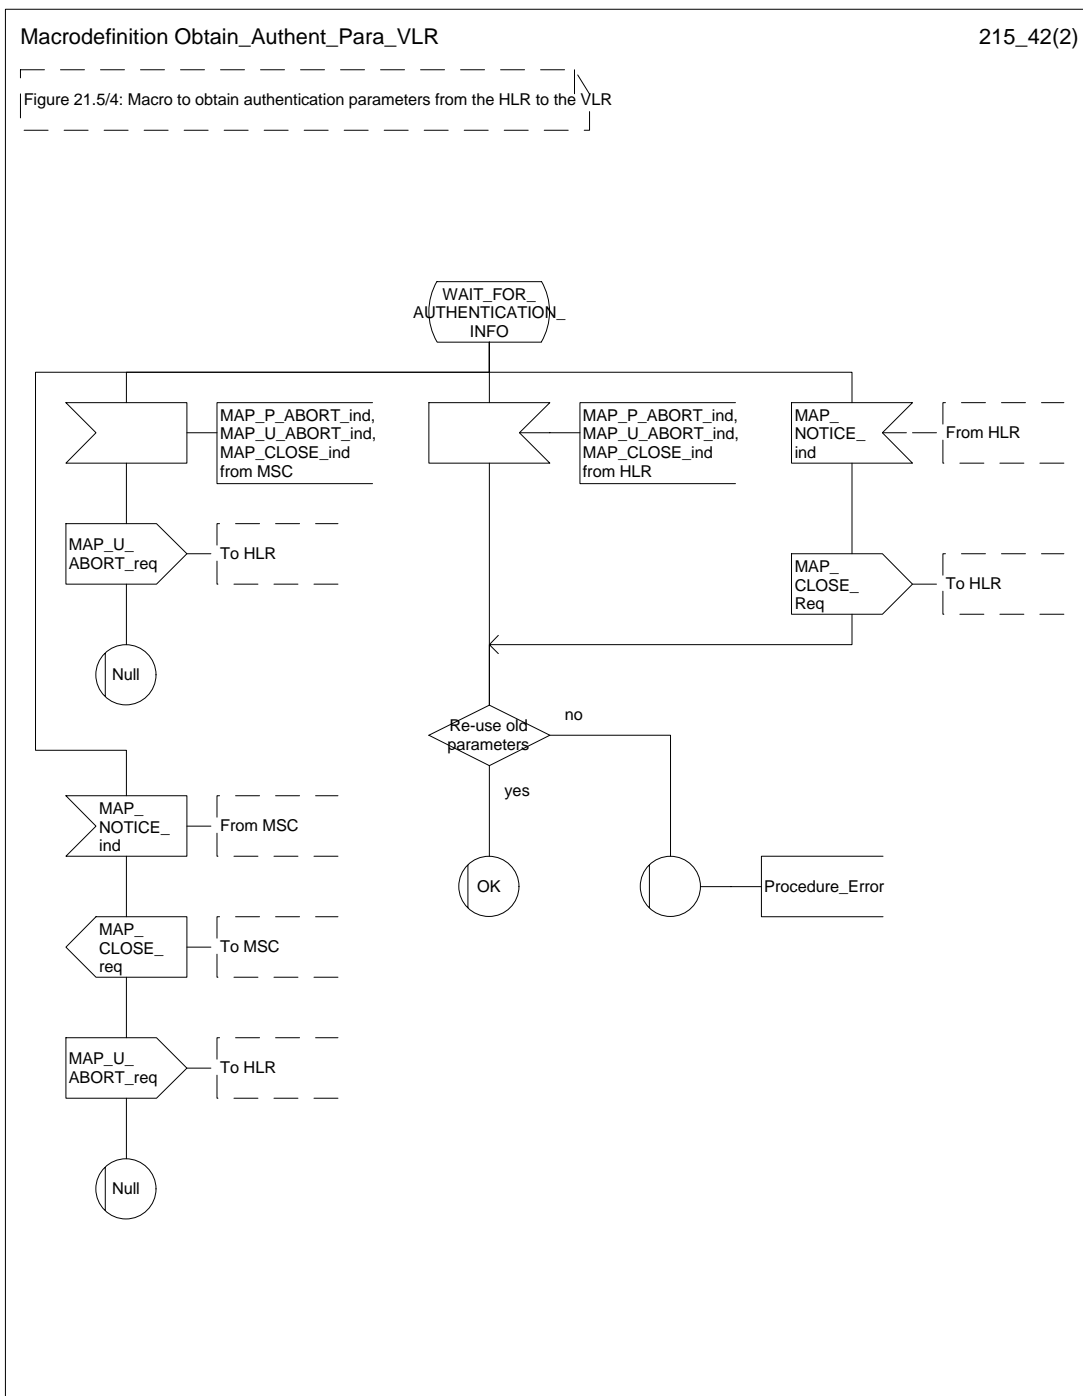 Macrodefinition Obtain_Authent_Para_VLR
215_42(2)
Figure 21.5/4: Macro to obtain authentication parameters from the HLR to the VLR
WAIT_FOR_
AUTHENTICATION_
INFO
MAP_P_ABORT_ind,
MAP_U_ABORT_ind,
MAP_CLOSE_ind
from MSC
MAP_P_ABORT_ind,
MAP_U_ABORT_ind,
MAP_CLOSE_ind
from HLR
MAP_
NOTICE_
ind
From HLR
MAP_U_
ABORT_req
To HLR
MAP_
CLOSE_
Req
To HLR
Null
Re-use old
parameters
no
yes
MAP_
NOTICE_
ind
From MSC
OK
Procedure_Error
MAP_
CLOSE_
req
To MSC
MAP_U_
ABORT_req
To HLR
Null